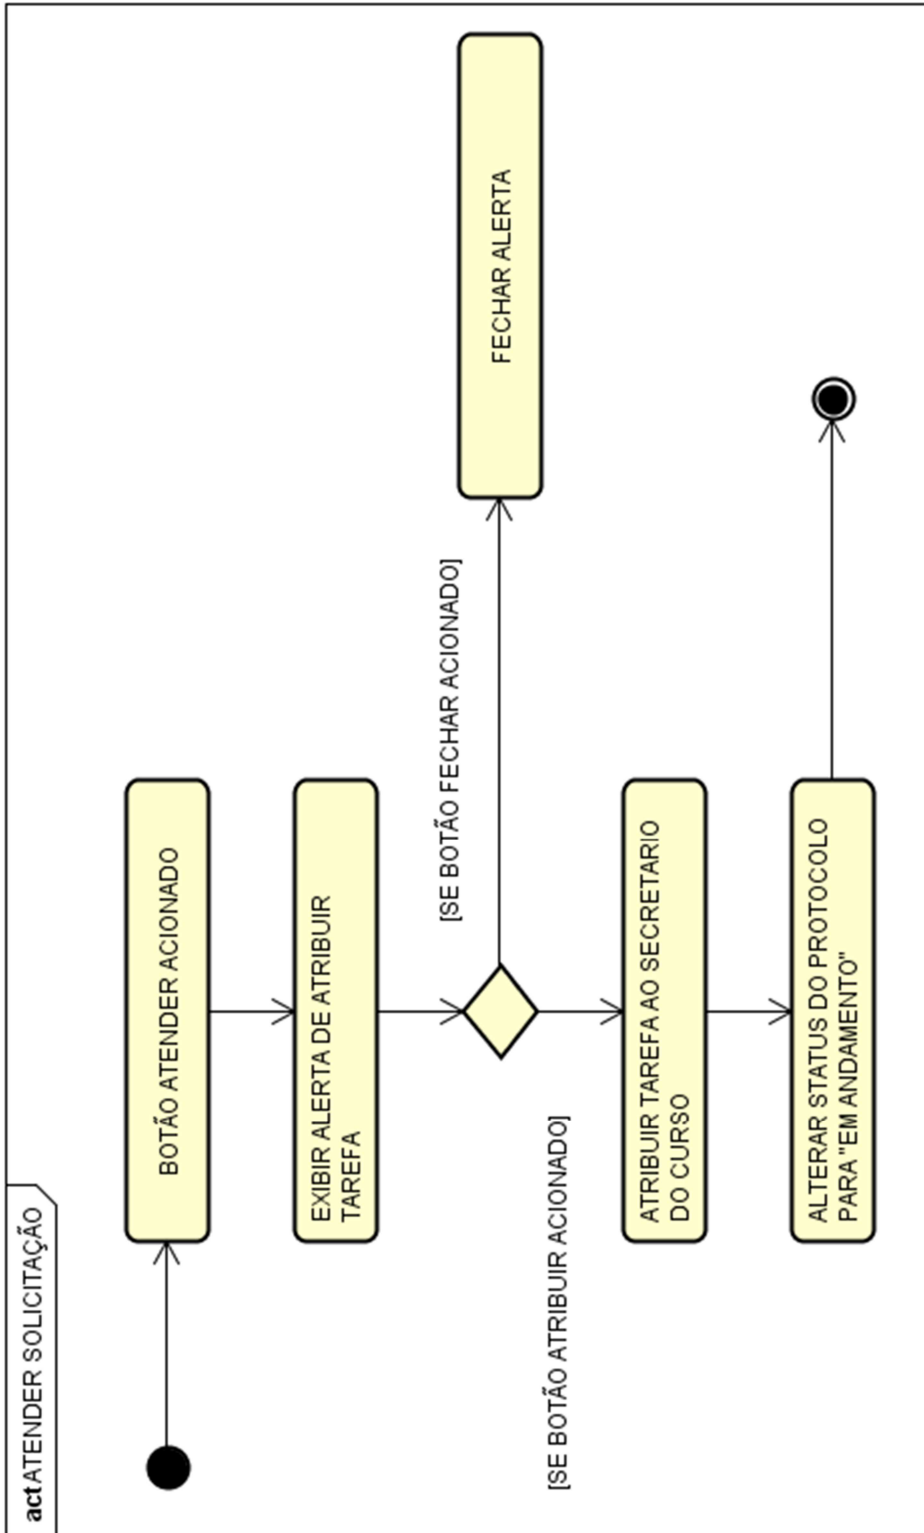 act ATENDER SOLICITAÇÃO
BOTÃO ATENDER ACIONADO
EXIBIR ALERTA DE ATRIBUIR
TAREFA
[SE BOTÃO FECHAR ACIONADO]
FECHAR ALERTA
[SE BOTÃO ATRIBUIR ACIONADO]
ATRIBUIR TAREFA AO SECRETARIO
DO CURSO
ALTERAR STATUS DO PROTOCOLO
PARA "EM ANDAMENTO"